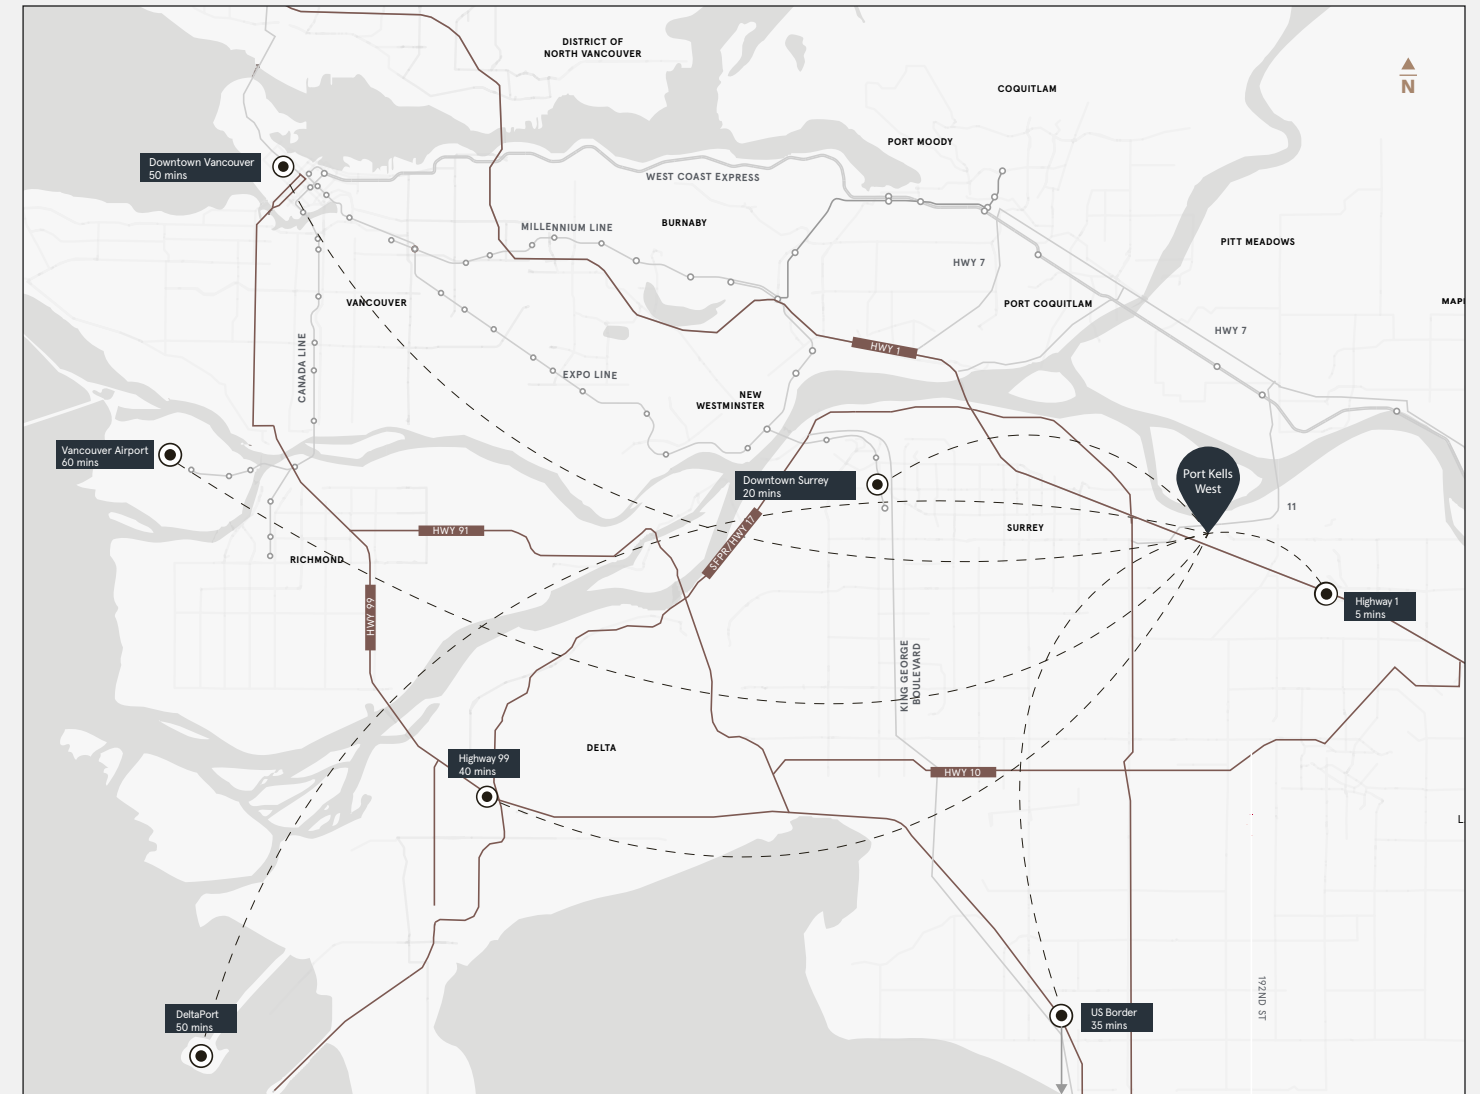 DISTRICT OF
NORTH VANCOUVER
COQUITLAM
N
PORT MOODY
Downtown Vancouver
50 mins
WEST COAST EXPRESS
MILLENNIUM LINE
BURNABY
PITT MEADOWS
HWY 7
VANCOUVER
PORT COQUITLAM
HWY 7
CANADA LINE
HWY 1
EXPO LINE
NEW
WESTMINSTER
Vancouver Airport
60 mins
Downtown Surrey
20 mins
Port Kells
West
11
HWY 91
SFPR/HWY 17
SURREY
RICHMOND
HWY 99
Highway 1
5 mins
KING GEORGE
BOULEVARD
DELTA
Highway 99
40 mins
HWY 10
192ND ST
DeltaPort
50 mins
US Border
35 mins